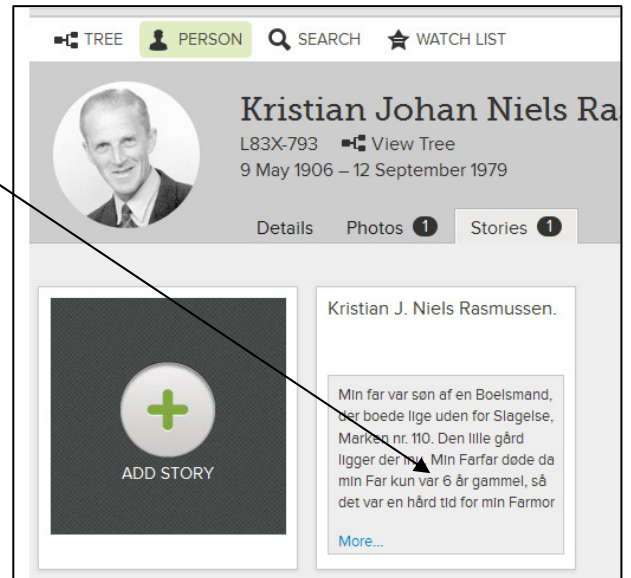 TREE PERSON SEARCH WATCH LIST
Kristian Johan Niels Ra
L83X-793 View Tree
9 May 1906 – 12 September 1979
Details Photos 1 Stories 1
ADD STORY
Kristian J. Niels Rasmussen.
Min far var søn af en Boelsmand,
der boede lige uden for Slagelse,
Marken nr. 110. Den lille gård
ligger der Min Farfar døde da
min Far kun var 6 år gammel, så
det var en hård tid for min Farmor
More...